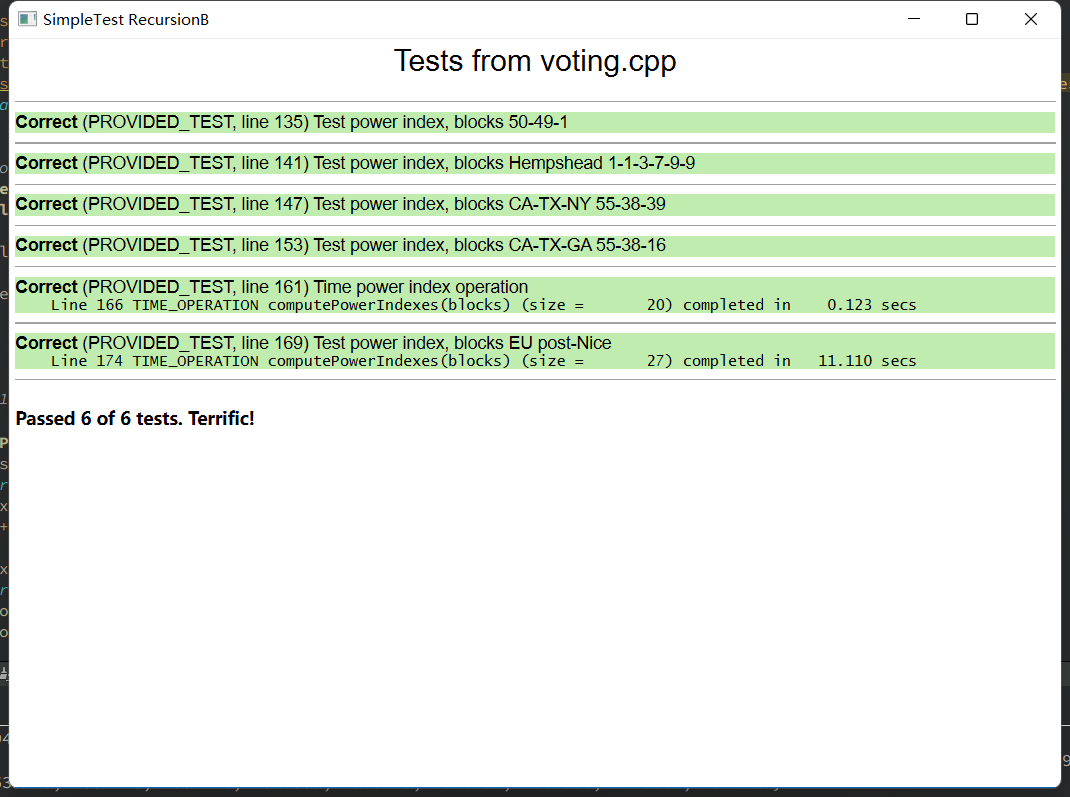 SimpleTest RecursionB
Tests from voting.cpp
Correct (PROVIDED_TEST, line 135) Test power index, blocks 50-49-1
Correct (PROVIDED_TEST, line 141) Test power index, blocks Hempshead 1-1-3-7-9-9
Correct (PROVIDED_TEST, line 147) Test power index, blocks CA-TX-NY 55-38-39
Correct (PROVIDED_TEST, line 153) Test power index, blocks CA-TX-GA 55-38-16
Correct (PROVIDED_TEST, line 161) Time power index operation
Line 166 TIME_OPERATION computePowerIndexes(blocks) (size = 20) completed in 0.123 secs
Correct (PROVIDED_TEST, line 169) Test power index, blocks EU post-Nice
Line 174 TIME_OPERATION computePowerIndexes(blocks) (size = 27) completed in 11.110 secs
Passed 6 of 6 tests. Terrific!